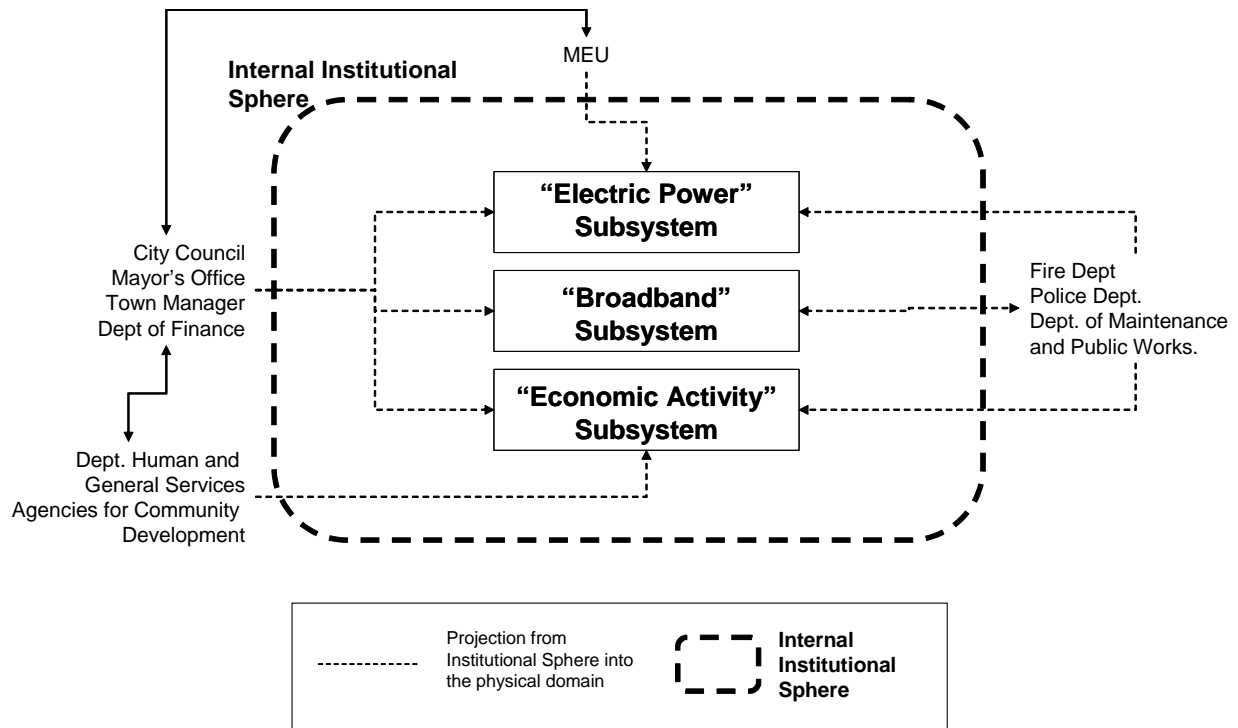 MEU
Internal Institutional
Sphere
“Electric Power”
Subsystem
City Council
Mayor’s Office
Town Manager
Dept of Finance
“Broadband”
Subsystem
Fire Dept
Police Dept.
Dept. of Maintenance
and Public Works.
“Economic Activity”
Subsystem
Dept. Human and
General Services
Agencies for Community
Development
Projection from
Institutional Sphere into
the physical domain
Internal
Institutional
Sphere